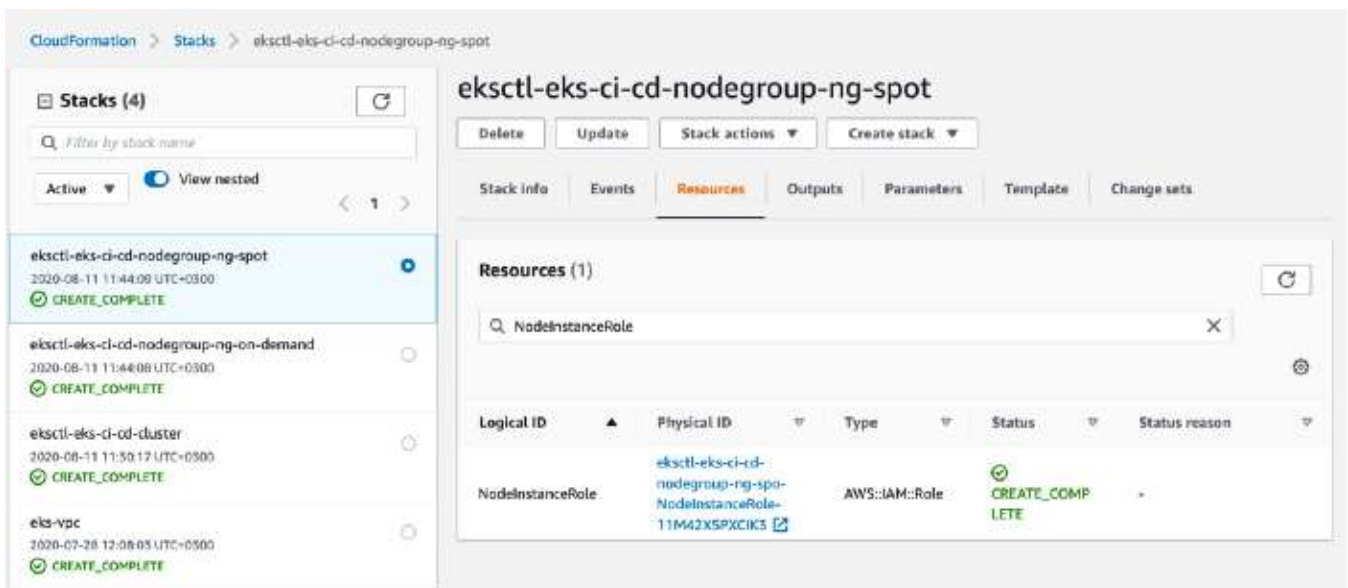 CloudFormation > Stacks > eksctl-eks-ci-cd-nodegroup-ng-spot
Stacks (4)
Filter by stack name
Active
View nested
< 1 >
eksctl-eks-ci-cd-nodegroup-ng-spot
2020-08-11 11:44:09 UTC+0300
CREATE_COMPLETE
eksctl-eks-ci-cd-nodegroup-ng-on-demand
2020-08-11 11:44:08 UTC+0300
CREATE_COMPLETE
eksctl-eks-ci-cd-cluster
2020-08-11 11:30:17 UTC+0300
CREATE_COMPLETE
eks-vpc
2020-07-28 12:08:05 UTC+0300
CREATE_COMPLETE
eksctl-eks-ci-cd-nodegroup-ng-spot
Delete Update Stack actions Create stack
Stack info Events Resources Outputs Parameters Template Change sets
Resources (1)
NodeInstanceRole
Logical ID Physical ID Type Status Status reason
NodeInstanceRole
eksctl-eks-ci-cd-
nodegroup-ng-spo-
NodeInstanceRole-
11M42X5PXCIK3
AWS::IAM::Role
CREATE_COMP
LETE
-